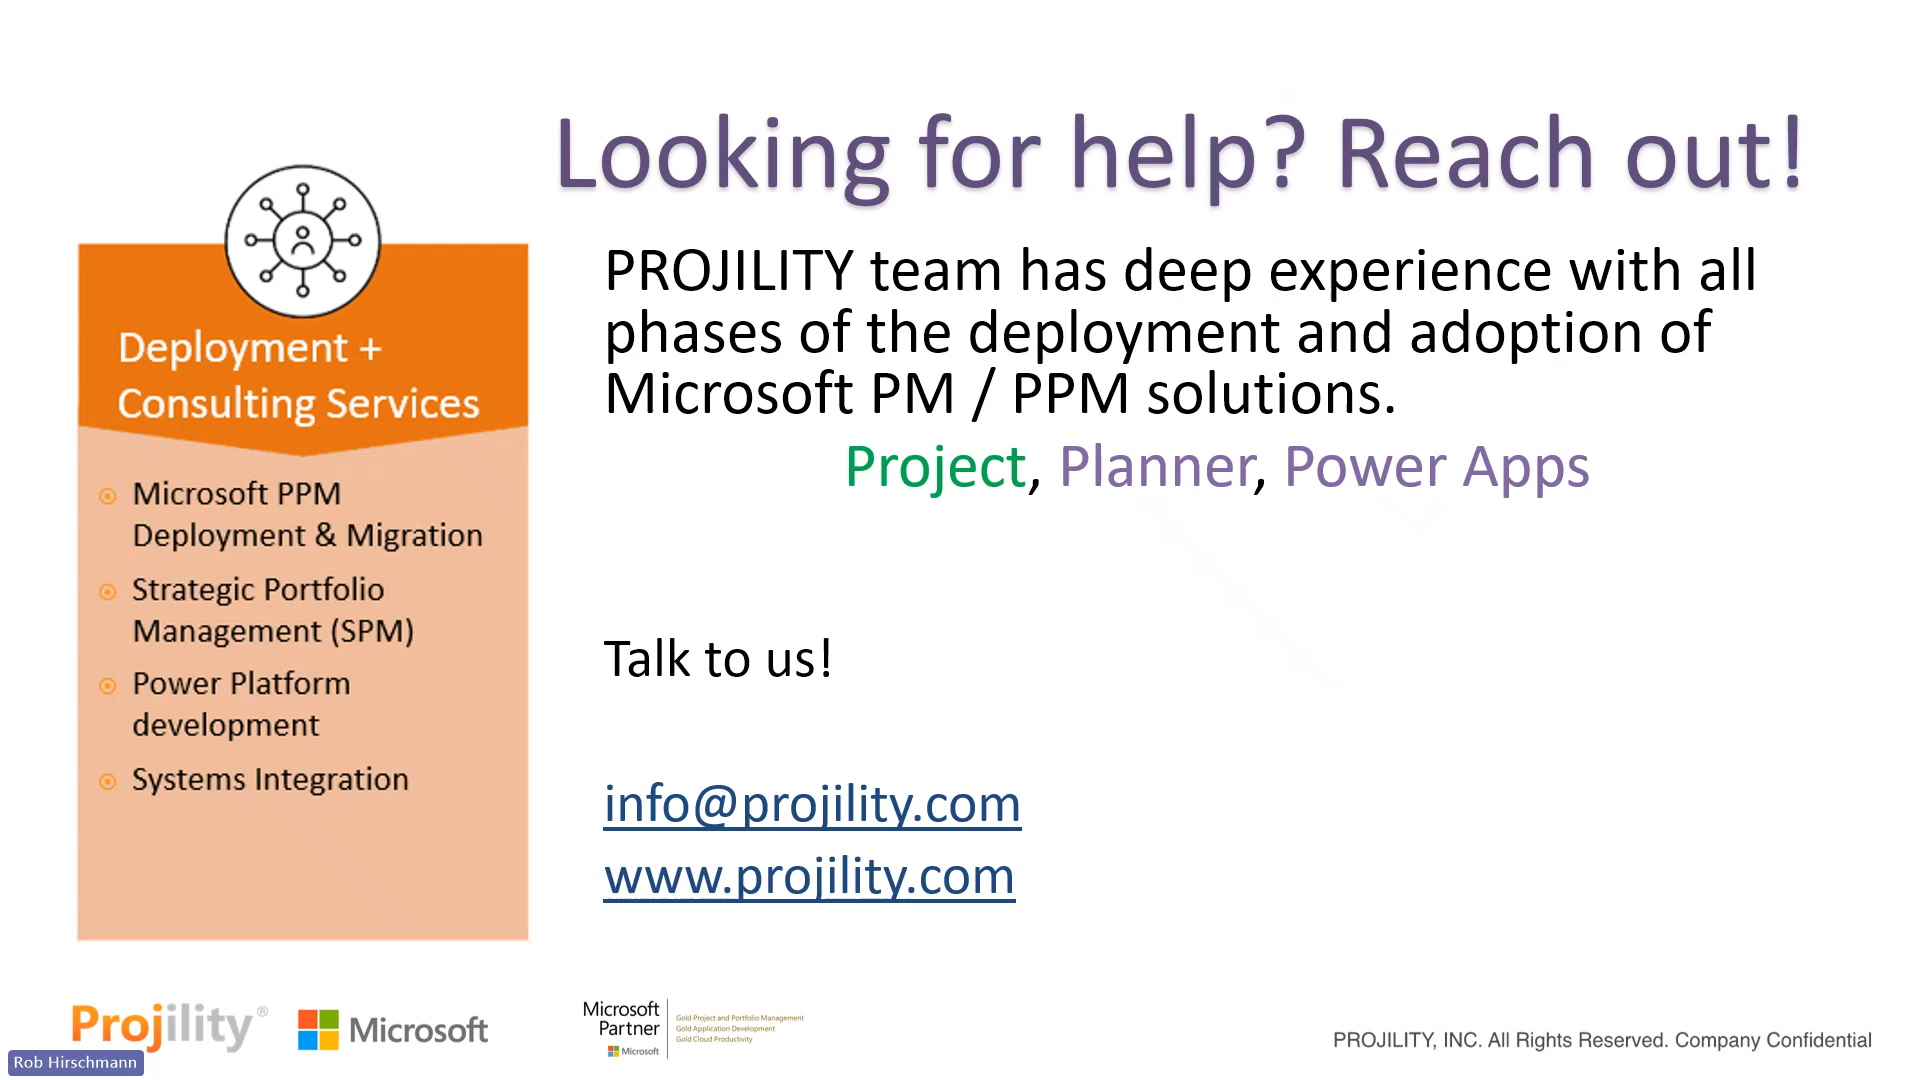 Looking for help? Reach out!
Deployment +
Consulting Services
Microsoft PPM
Deployment & Migration
Strategic Portfolio
Management (SPM)
Power Platform
development
Systems Integration
PROJILITY team has deep experience with all
phases of the deployment and adoption of
Microsoft PM / PPM solutions.
Project, Planner, Power Apps
Talk to us!
info@projility.com
www.projility.com
Projility®
Microsoft
Microsoft
Partner
Microsoft
Gold Project and Portfolio Management
Gold Application Development
Gold Cloud Productivity
PROJILITY, INC. All Rights Reserved. Company Confidential
Rob Hirschmann